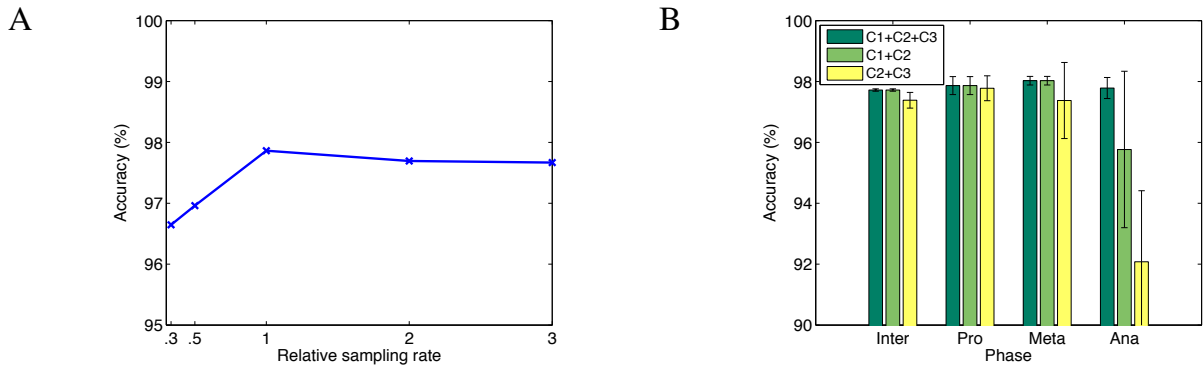 A
100
99
98
97
96
95
Accuracy (%)
.3 .5 1 2 3
Relative sampling rate
B
100
98
96
94
92
90
Accuracy (%)
C1+C2+C3
C1+C2
C2+C3
Inter Pro Meta Ana
Phase